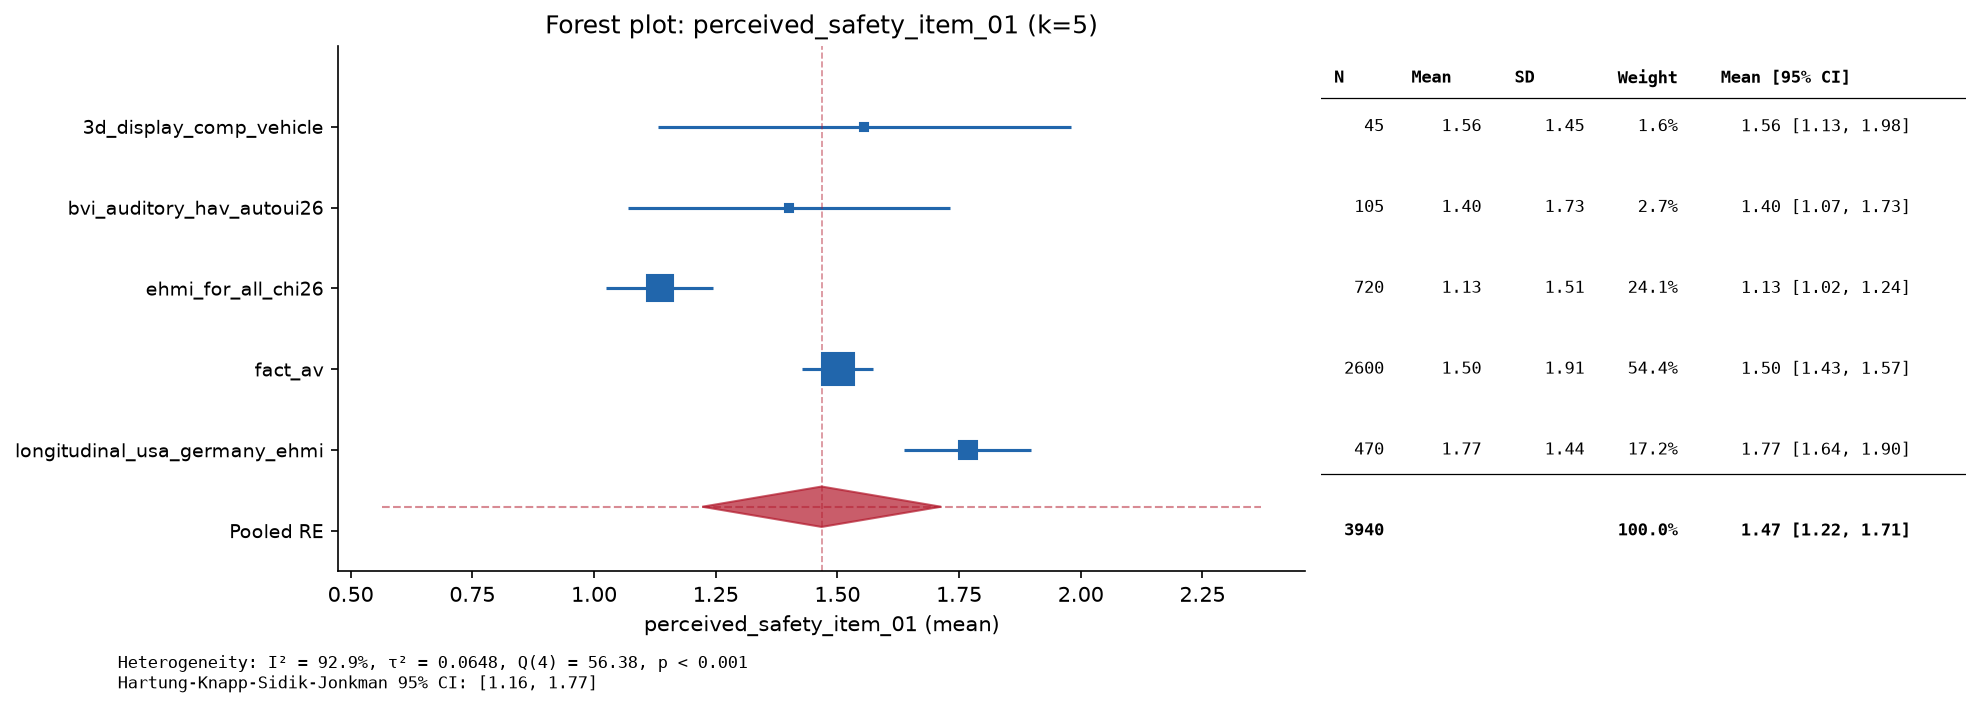 Forest plot: perceived_safety_item_01 (k=5)
N Mean SD Weight Mean [95% CI]
3d_display_comp_vehicle 45 1.56 1.45 1.6% 1.56 [1.13, 1.98]
bvi_auditory_hav_autoui26 105 1.40 1.73 2.7% 1.40 [1.07, 1.73]
ehmi_for_all_chi26 720 1.13 1.51 24.1% 1.13 [1.02, 1.24]
fact_av 2600 1.50 1.91 54.4% 1.50 [1.43, 1.57]
longitudinal_usa_germany_ehmi 470 1.77 1.44 17.2% 1.77 [1.64, 1.90]
Pooled RE 3940 100.0% 1.47 [1.22, 1.71]
0.50 0.75 1.00 1.25 1.50 1.75 2.00 2.25
perceived_safety_item_01 (mean)
Heterogeneity: I² = 92.9%, τ² = 0.0648, Q(4) = 56.38, p < 0.001
Hartung-Knapp-Sidik-Jonkman 95% CI: [1.16, 1.77]